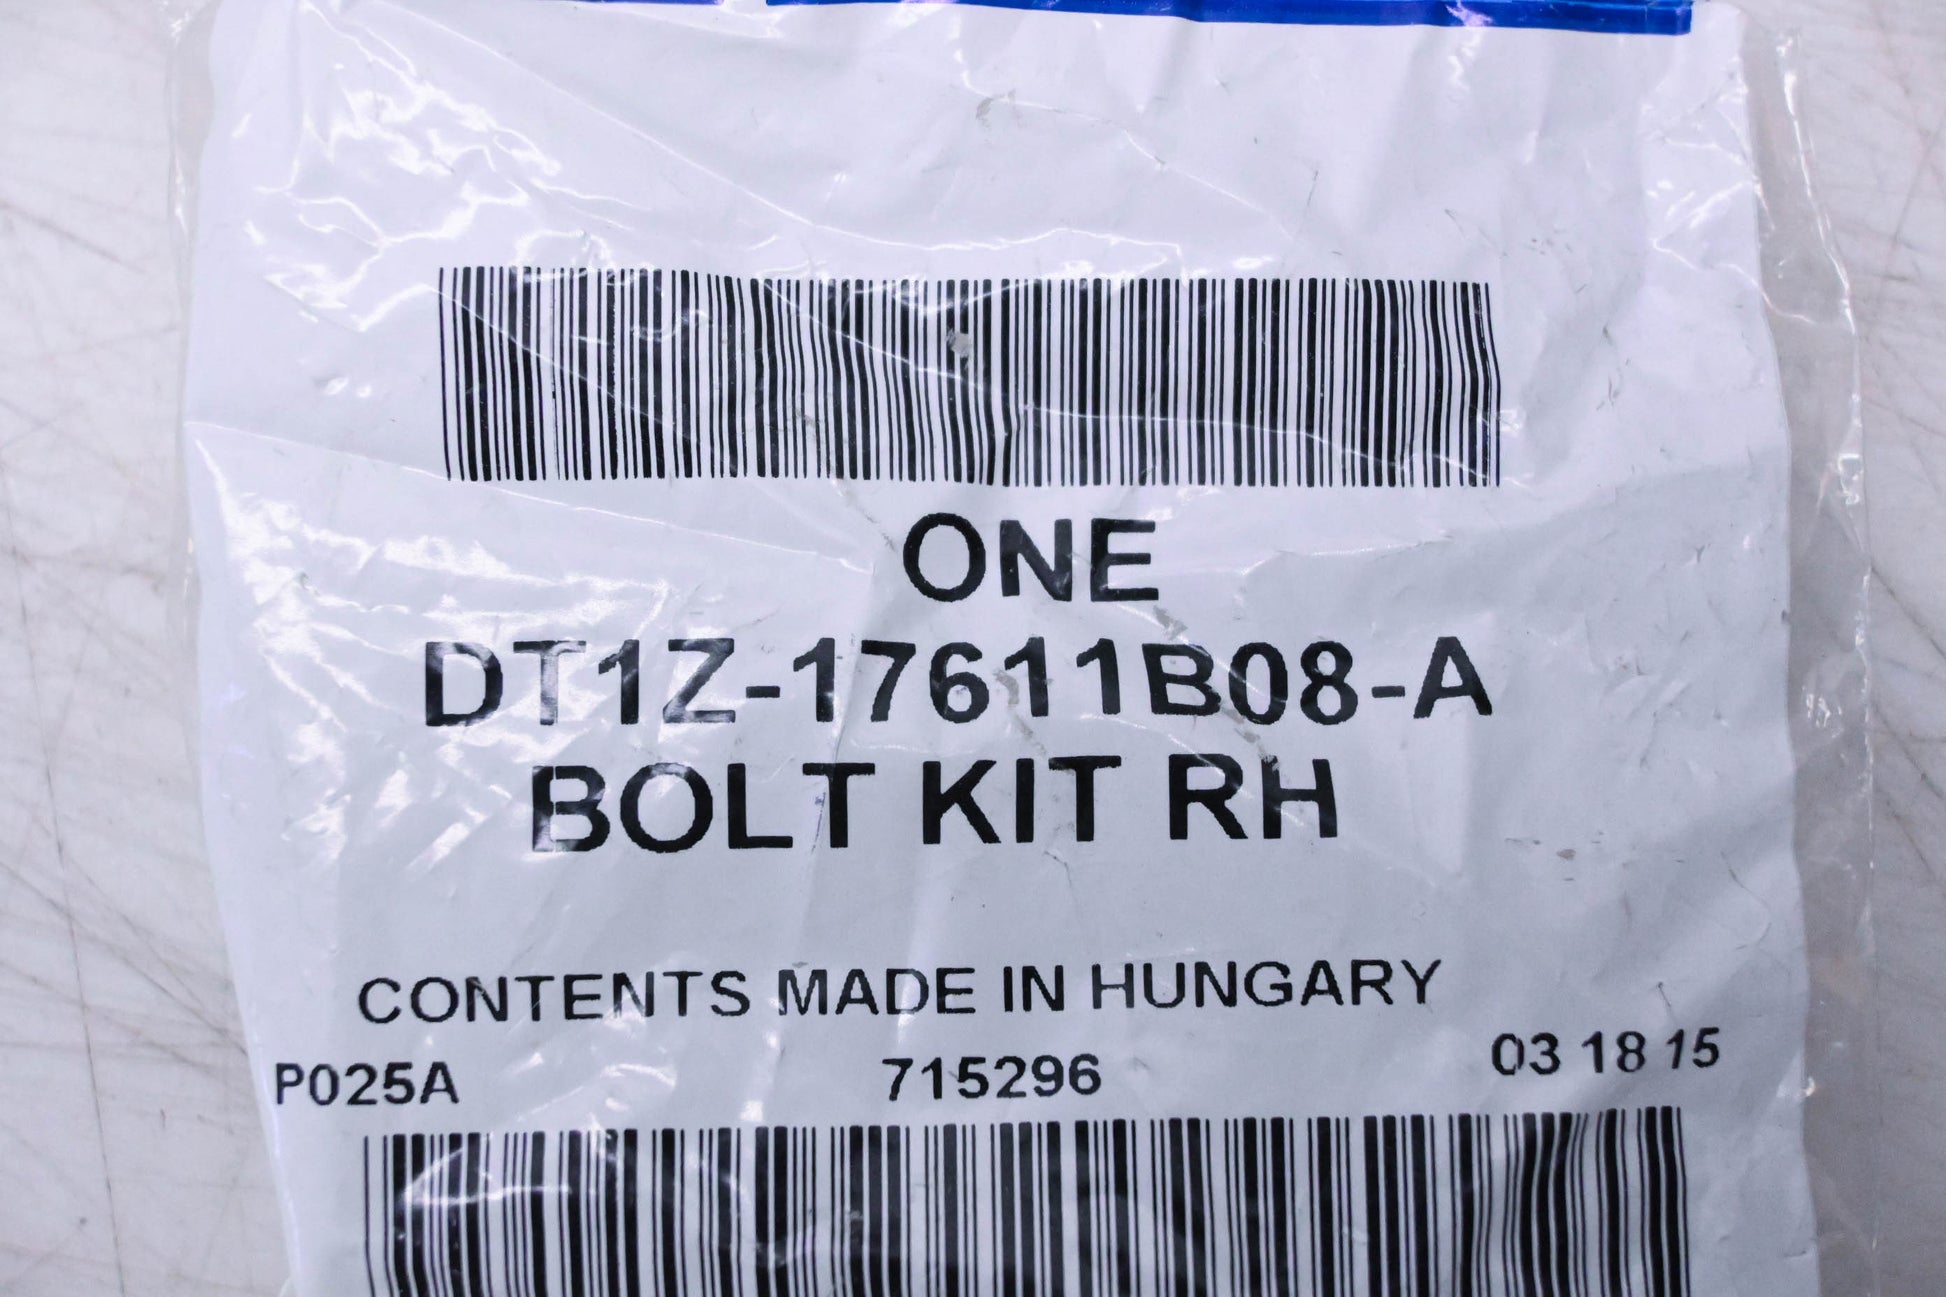 ONE
DT1Z-17611B08-A
BOLT KIT RH
CONTENTS MADE IN HUNGARY
P025A 715296 03 18 15